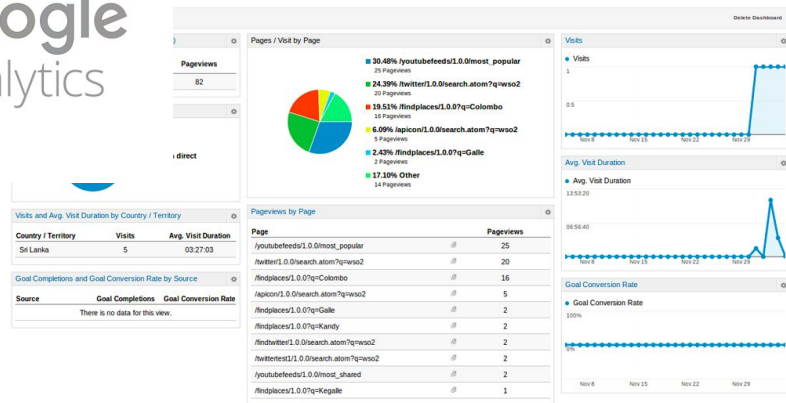 ogle
alytics
Delete Dashboard
Pageviews
82
direct
Visits and Avg. Visit Duration by Country / Territory
Country / Territory Visits Avg. Visit Duration
Sri Lanka 5 03:27:03
Goal Completions and Goal Conversion Rate by Source
Source Goal Completions Goal Conversion Rate
There is no data for this view.
Pages / Visit by Page
30.48% /youtubefeeds/1.0.0/most_popular
25 Pageviews
24.39% /twitter/1.0.0/search.atom?q=wso2
20 Pageviews
19.51% /findplaces/1.0.0?q=Colombo
16 Pageviews
6.09% /apicon/1.0.0/search.atom?q=wso2
5 Pageviews
2.43% /findplaces/1.0.0?q=Galle
2 Pageviews
17.10% Other
14 Pageviews
Pageviews by Page
Page Pageviews
/youtubefeeds/1.0.0/most_popular 25
/twitter/1.0.0/search.atom?q=wso2 20
/findplaces/1.0.0?q=Colombo 16
/apicon/1.0.0/search.atom?q=wso2 5
/findplaces/1.0.0?q=Galle 2
/findplaces/1.0.0?q=Kandy 2
/findtwitter/1.0.0/search.atom?q=wso2 2
/twittertest1/1.0.0/search.atom?q=wso2 2
/youtubefeeds/1.0.0/most_shared 2
/findplaces/1.0.0?q=Kegalle 1
Visits
Visits
1
0.5
Nov 8 Nov 15 Nov 22 Nov 29
Avg. Visit Duration
Avg. Visit Duration
13:53:20
06:56:40
Nov 8 Nov 15 Nov 22 Nov 29
Goal Conversion Rate
Goal Conversion Rate
100%
0%
Nov 8 Nov 15 Nov 22 Nov 29